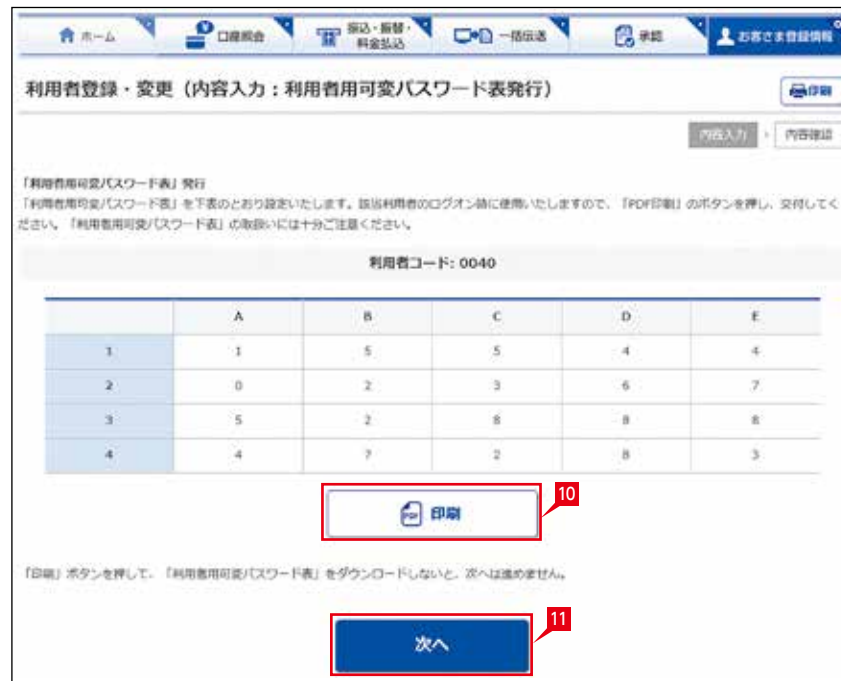 ホーム 口座照会 振込・振替・ 一括伝送 承認 お客さま登録情報
料金払込
利用者登録・変更（内容入力：利用者用可変パスワード表発行）
印刷
内容入力 内容確認
「利用者用可変パスワード表」発行
「利用者用可変パスワード表」を下表のとおり設定いたします。該当利用者のログオン時に使用いたしますので、「PDF印刷」のボタンを押し、交付してく
ださい。「利用者用可変パスワード表」の取扱いには十分ご注意ください。
利用者コード: 0040
A B C D E
1 1 5 5 4 4
2 0 2 3 6 7
3 5 2 8 8 8
4 4 7 2 8 3
PDF 印刷
10
「印刷」ボタンを押して、「利用者用可変パスワード表」をダウンロードしないと、次へは進めません。
次へ
11